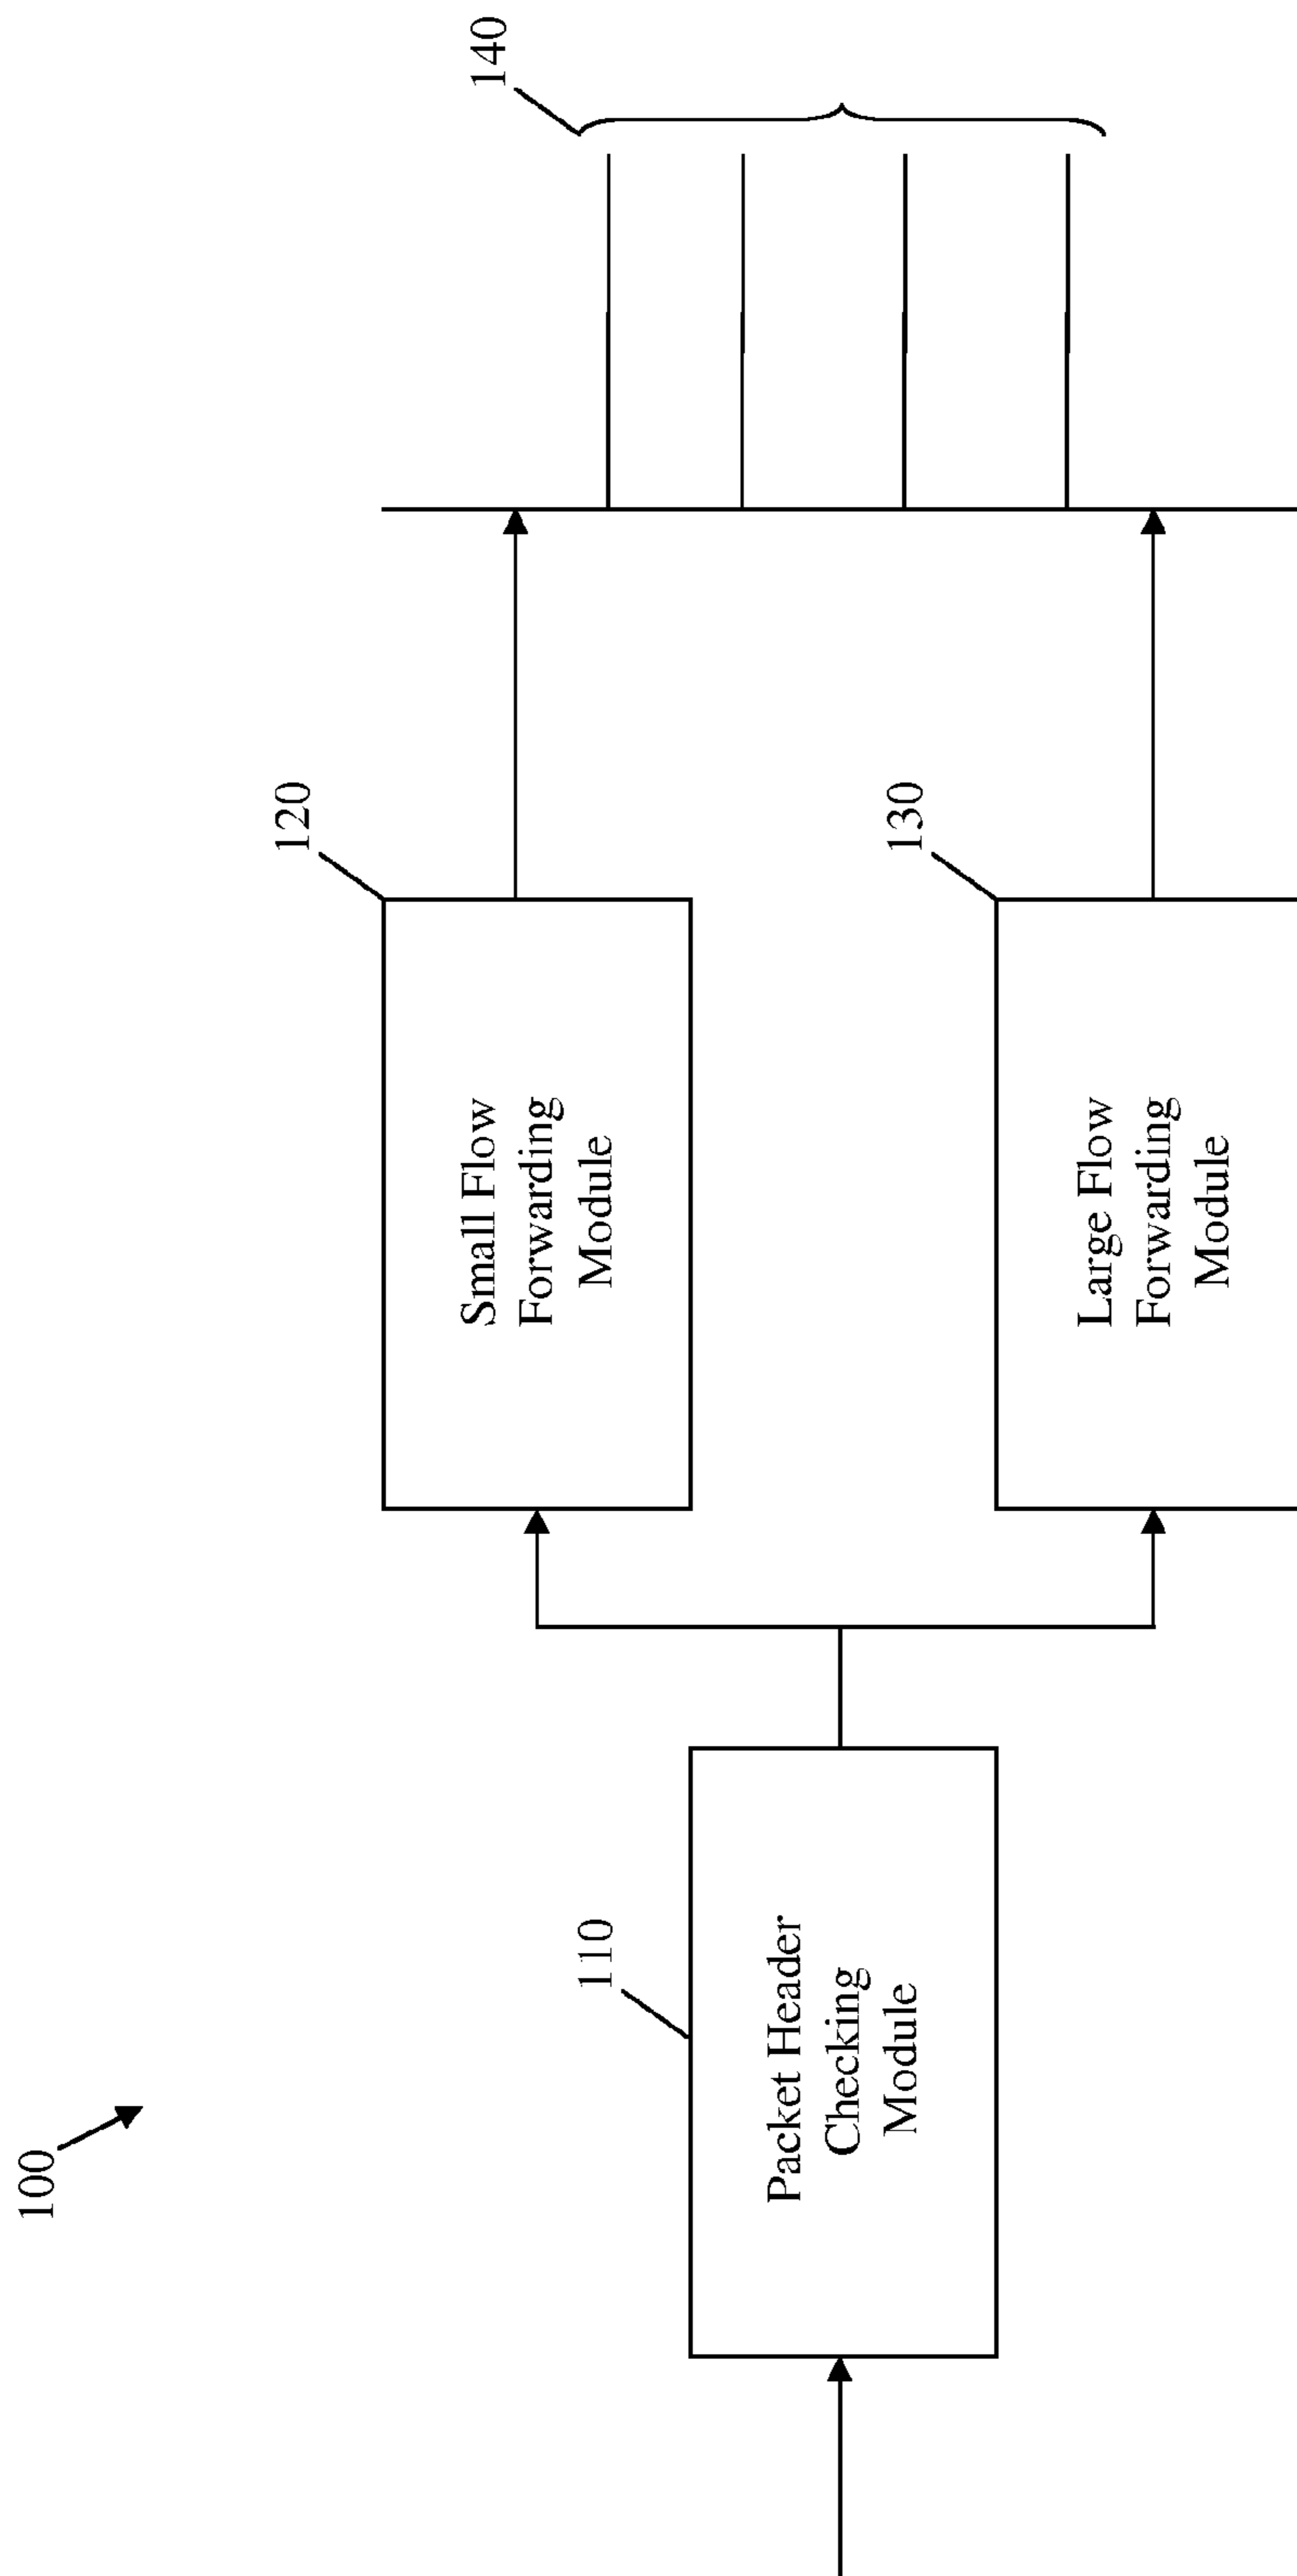 100
110
Packet Header
Checking
Module
120
Small Flow
Forwarding
Module
130
Large Flow
Forwarding
Module
140